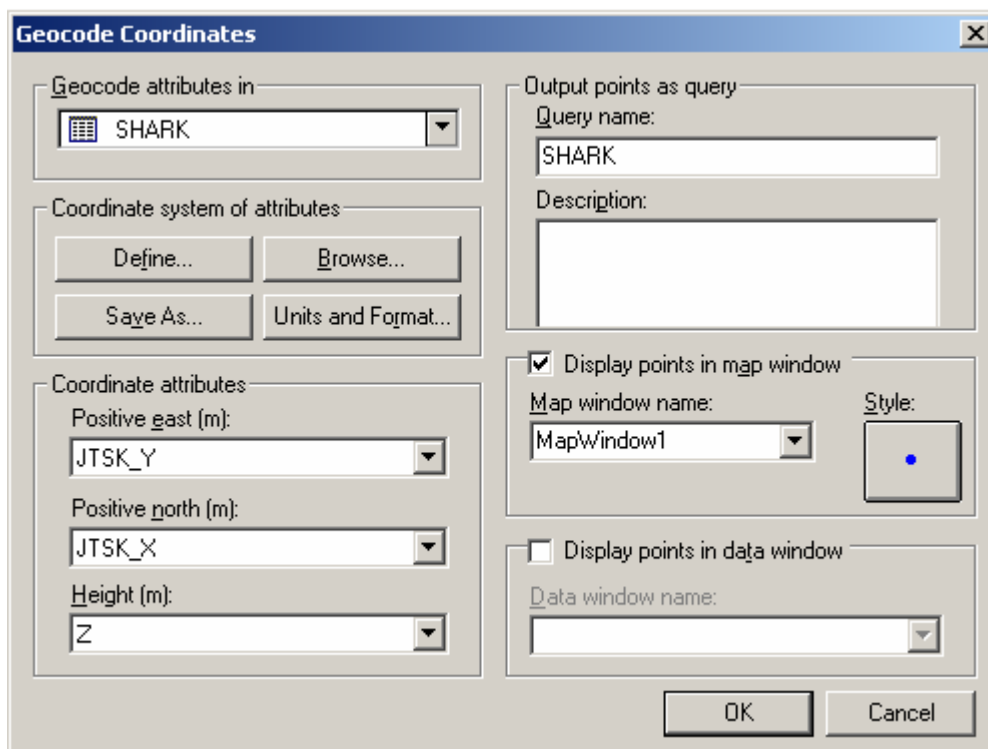 Geocode Coordinates
Geocode attributes in
SHARK
Coordinate system of attributes
Define...
Browse...
Save As...
Units and Format...
Coordinate attributes
Positive east (m):
JTSK_Y
Positive north (m):
JTSK_X
Height (m):
Z
Output points as query
Query name:
SHARK
Description:
Display points in map window
Map window name:
Style:
MapWindow1
Display points in data window
Data window name:
OK
Cancel